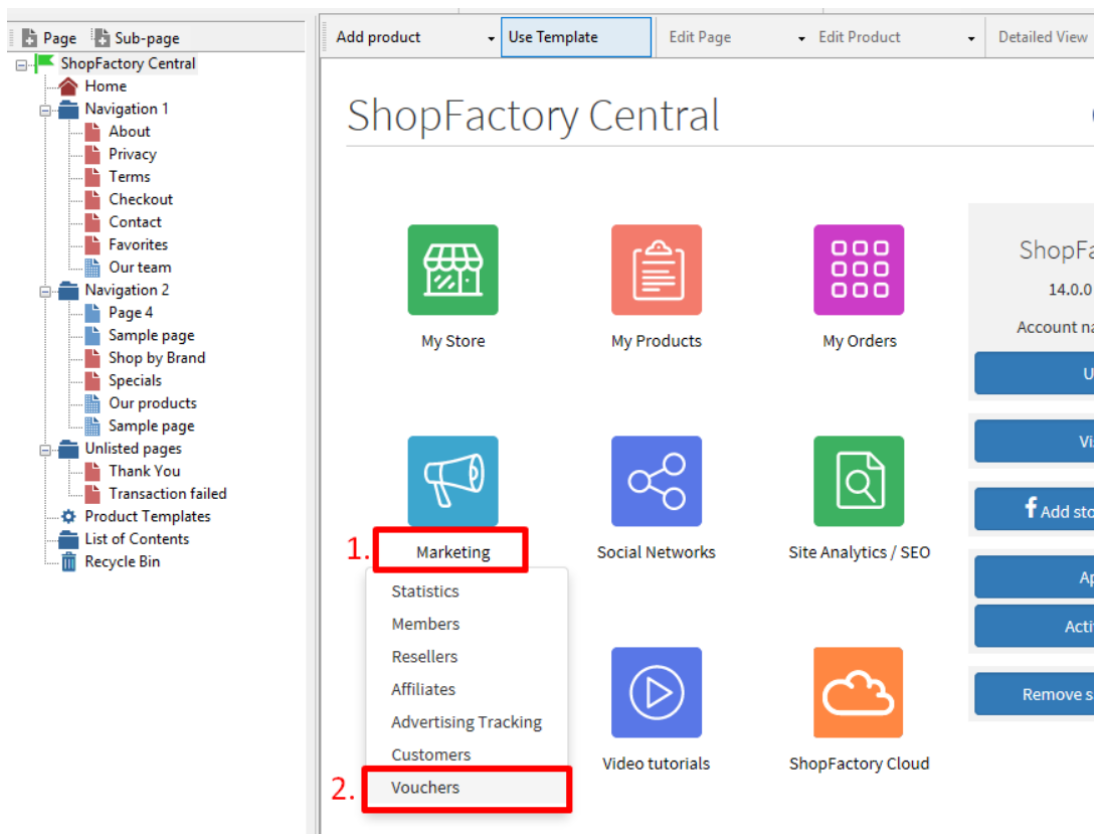 Page Sub-page
ShopFactory Central
Home
Navigation 1
About
Privacy
Terms
Checkout
Contact
Favorites
Our team
Navigation 2
Page 4
Sample page
Shop by Brand
Specials
Our products
Sample page
Unlisted pages
Thank You
Transaction failed
Product Templates
List of Contents
Recycle Bin
Add product Use Template Edit Page Edit Product Detailed View
ShopFactory Central
My Store My Products My Orders
1. Marketing Social Networks Site Analytics / SEO
Statistics
Members
Resellers
Affiliates
Advertising Tracking
Customers
2. Vouchers
Video tutorials ShopFactory Cloud
14.0.0
Account
Add
Remove